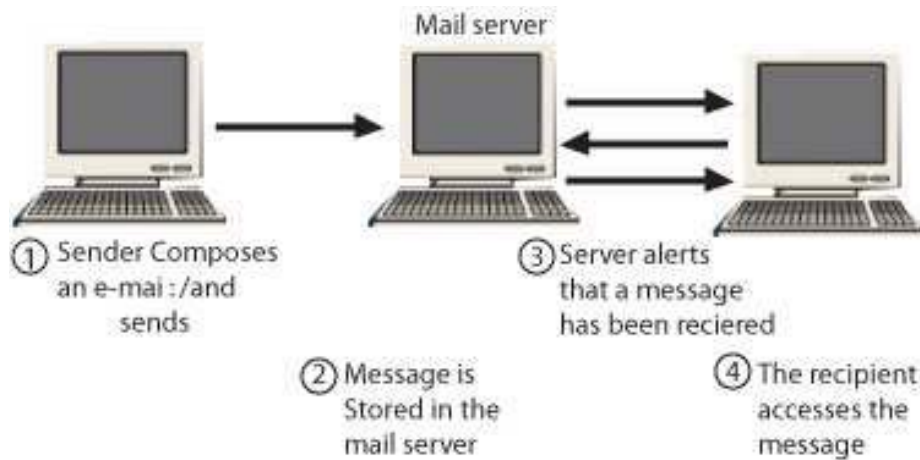 Mail server
① Sender Composes
an e-mai :/and
sends
② Message is
Stored in the
mail server
③ Server alerts
that a message
has been reciered
④ The recipient
accesses the
message